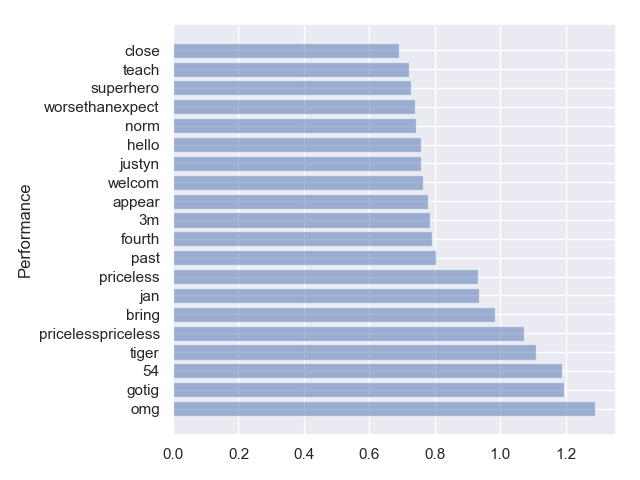 close
teach
superhero
worsethanexpect
norm
hello
justyn
welcom
appear
3m
fourth
past
priceless
jan
bring
pricelesspriceless
tiger
54
gotig
omg
Performance
0.0 0.2 0.4 0.6 0.8 1.0 1.2